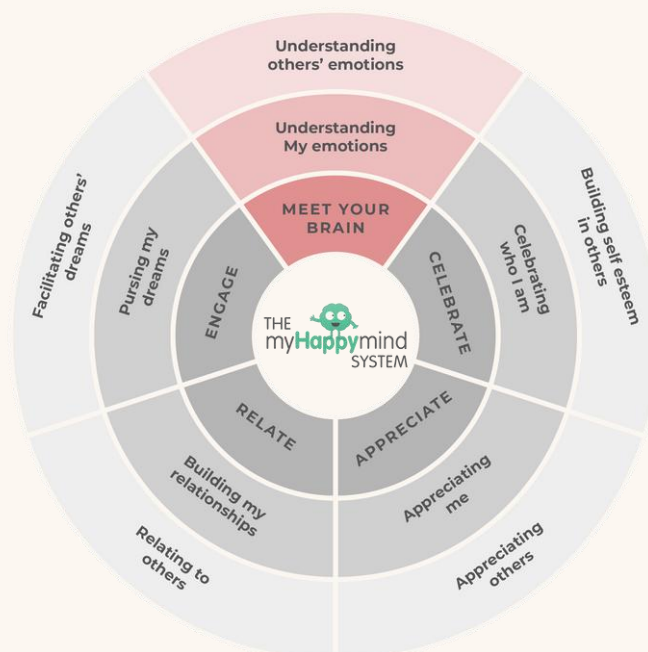 Understanding
others' emotions
Understanding
My emotions
MEET YOUR
BRAIN
Building self esteem
in others
Celebrating
who I am
CELEBRATE
Appreciating
others
Appreciating
me
APPRECIATE
Relating to
others
Building my
relationships
RELATE
Facilitating others'
dreams
Pursing my
dreams
ENGAGE
THE
myHappymind
SYSTEM